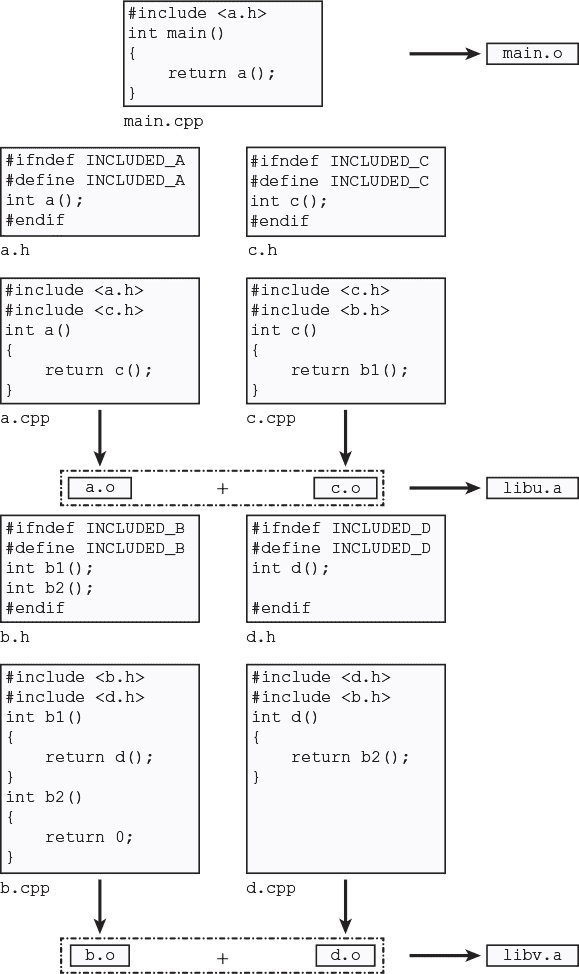 #include <a.h>
int main()
{
    return a();
}
main.cpp
main.o
#ifndef INCLUDED_A
#define INCLUDED_A
int a();
#endif
a.h
#ifndef INCLUDED_C
#define INCLUDED_C
int c();
#endif
c.h
#include <a.h>
#include <c.h>
int a()
{
    return c();
}
a.cpp
#include <c.h>
#include <b.h>
int c()
{
    return b1();
}
c.cpp
a.o + c.o
libu.a
#ifndef INCLUDED_B
#define INCLUDED_B
int b1();
int b2();
#endif
b.h
#ifndef INCLUDED_D
#define INCLUDED_D
int d();
#endif
d.h
#include <b.h>
#include <d.h>
int b1()
{
    return d();
}
int b2()
{
    return 0;
}
b.cpp
#include <d.h>
#include <b.h>
int d()
{
    return b2();
}
d.cpp
b.o + d.o
libv.a